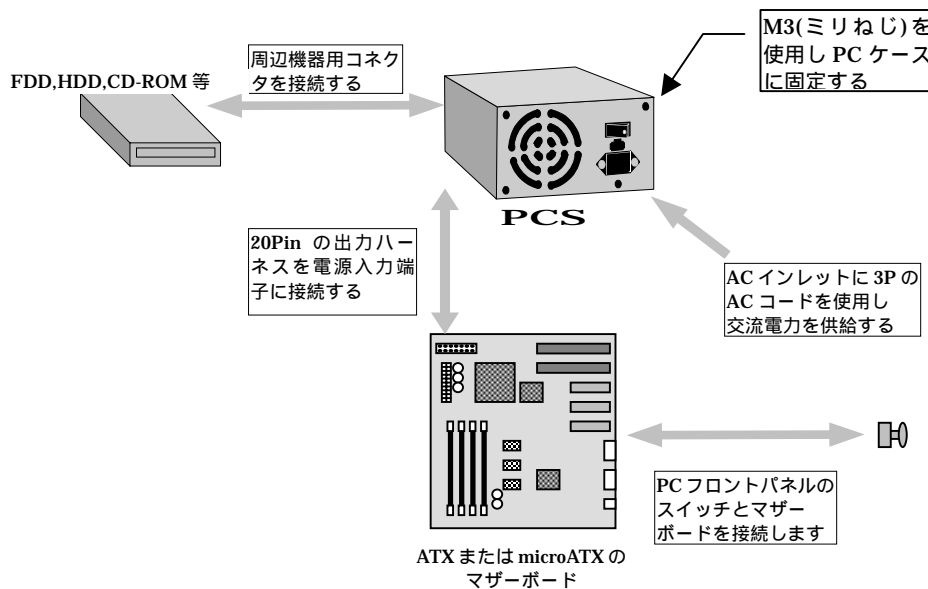 M3(ミリねじ)を
使用し PC ケース
に固定する
周辺機器用コネク
タを接続する
FDD,HDD,CD-ROM 等
PCS
20Pin の出力ハー
ネスを電源入力端
子に接続する
AC インレットに 3P の
AC コードを使用し
交流電力を供給する
PC フロントパネルの
スイッチとマザー
ボードを接続します
ATX または microATX の
マザーボード